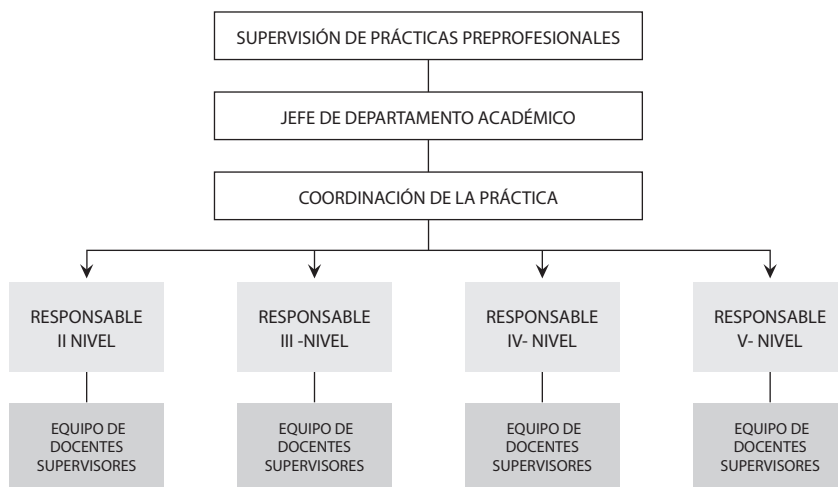 SUPERVISIÓN DE PRÁCTICAS PREPROFESIONALES
JEFE DE DEPARTAMENTO ACADÉMICO
COORDINACIÓN DE LA PRÁCTICA
RESPONSABLE
II NIVEL
RESPONSABLE
III -NIVEL
RESPONSABLE
IV- NIVEL
RESPONSABLE
V- NIVEL
EQUIPO DE
DOCENTES
SUPERVISORES
EQUIPO DE
DOCENTES
SUPERVISORES
EQUIPO DE
DOCENTES
SUPERVISORES
EQUIPO DE
DOCENTES
SUPERVISORES